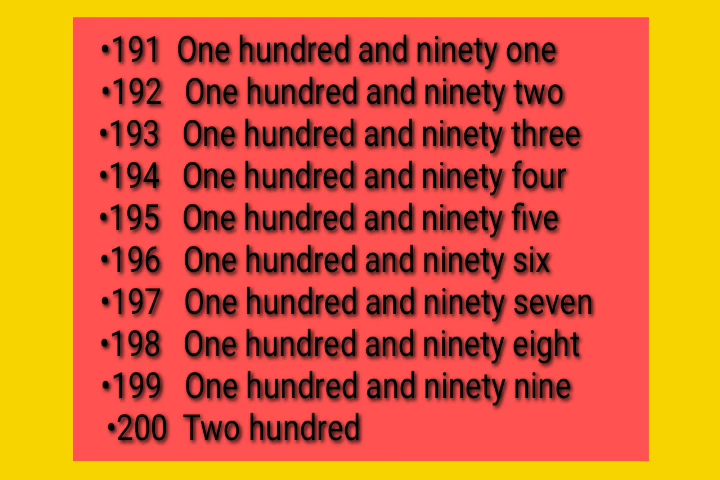 •191 One hundred and ninety one
•192 One hundred and ninety two
•193 One hundred and ninety three
•194 One hundred and ninety four
•195 One hundred and ninety five
•196 One hundred and ninety six
•197 One hundred and ninety seven
•198 One hundred and ninety eight
•199 One hundred and ninety nine
•200 Two hundred